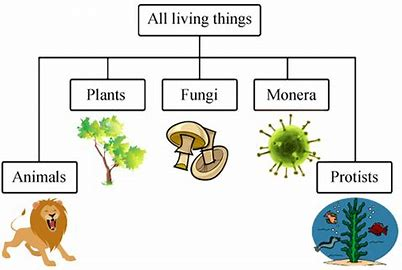 All living things
Plants
Fungi
Monera
Animals
Protists